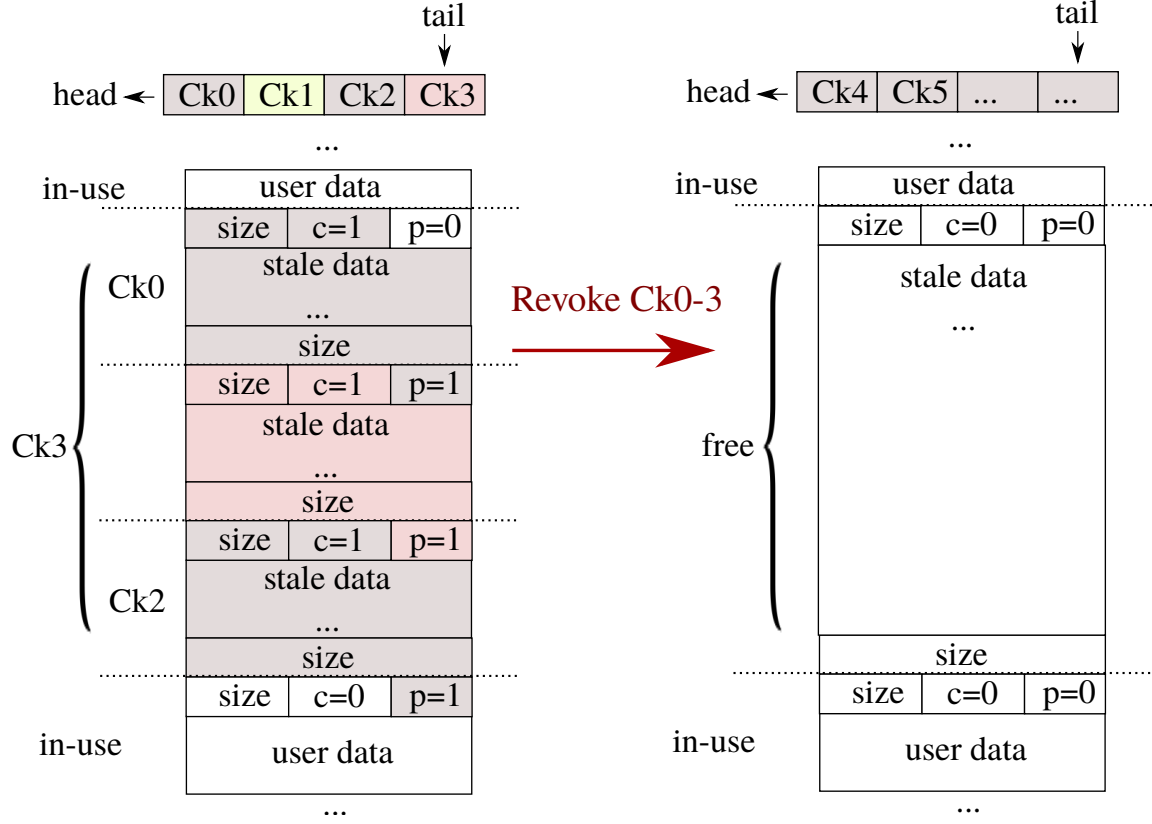 tail
head Ck0 Ck1 Ck2 Ck3
...
in-use user data
size c=1 p=0
Ck0 stale data
...
size
size c=1 p=1
Ck3 stale data
...
size
size c=1 p=1
Ck2 stale data
...
size
size c=0 p=1
in-use user data
...
Revoke Ck0-3
tail
head Ck4 Ck5 ... ...
...
in-use user data
size c=0 p=0
stale data
...
free
size
size c=0 p=0
in-use user data
...